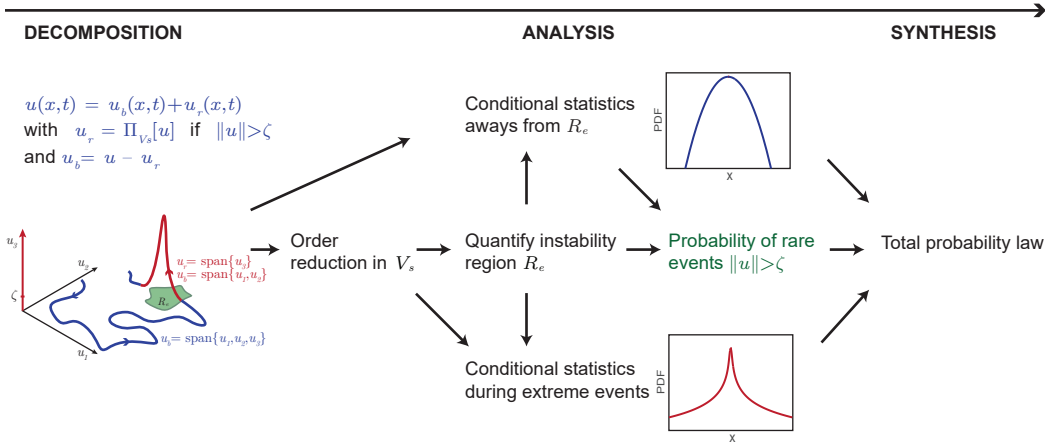 DECOMPOSITION
ANALYSIS
SYNTHESIS
u(x,t) = u_b(x,t)+u_r(x,t)
with u_r = Π_{Vs}[u] if ‖u‖>ζ
and u_b= u – u_r
u_3
u_2
ζ
u_1
u_r= span{u_3}
u_b= span{u_1,u_2}
R_e
u_b= span{u_1,u_2,u_3}
Order
reduction in V_s
Conditional statistics
aways from R_e
Quantify instability
region R_e
Conditional statistics
during extreme events
PDF
X
Probability of rare
events ‖u‖>ζ
PDF
X
Total probability law